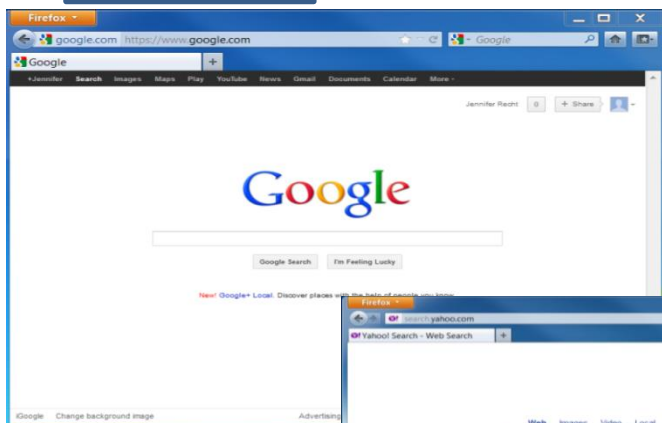 Firefox
google.com https://www.google.com
Google
Google
+Jennifer Search Images Maps Play YouTube News Gmail Documents Calendar More
Jennifer Recht 0 + Share
Google
Google Search I'm Feeling Lucky
New! Google+ Local. Discover places with the help of people you know
Firefox
search.yahoo.com
Yahoo! Search - Web Search +
iGoogle Change background image Advertising
Web Images Video Local